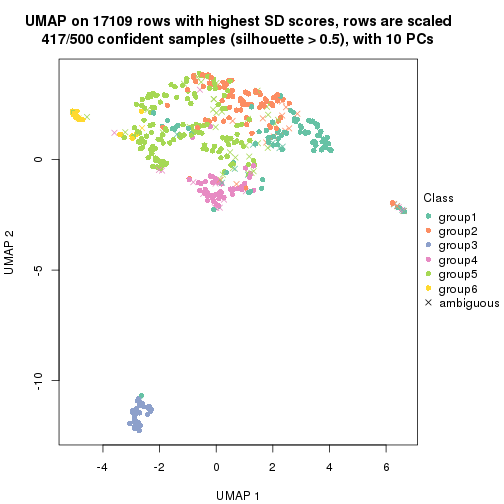 UMAP on 17109 rows with highest SD scores, rows are scaled
417/500 confident samples (silhouette > 0.5), with 10 PCs
0
-5
-10
UMAP 2
-4
-2
0
2
4
6
UMAP 1
Class
group1
group2
group3
group4
group5
group6
ambiguous